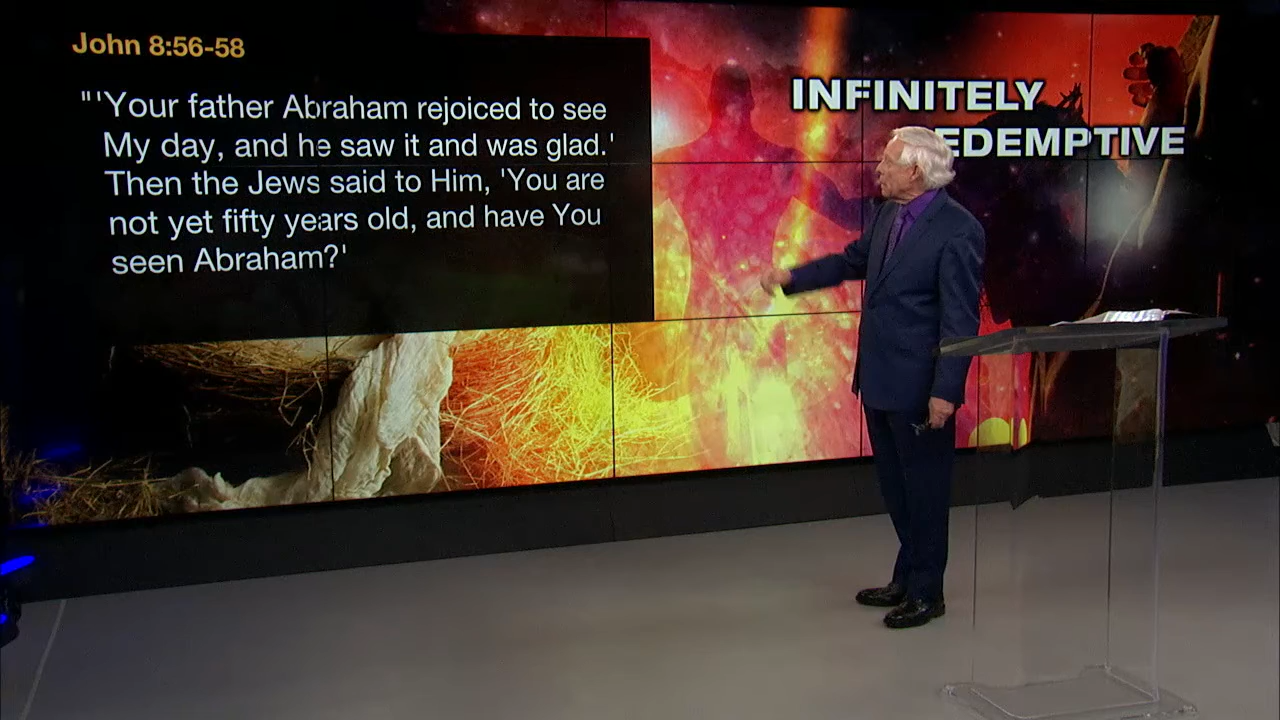 John 8:56-58
"'Your father Abraham rejoiced to see
My day, and he saw it and was glad.'
Then the Jews said to Him, 'You are
not yet fifty years old, and have You
seen Abraham?'
INFINITELY
EDEMPTIVE